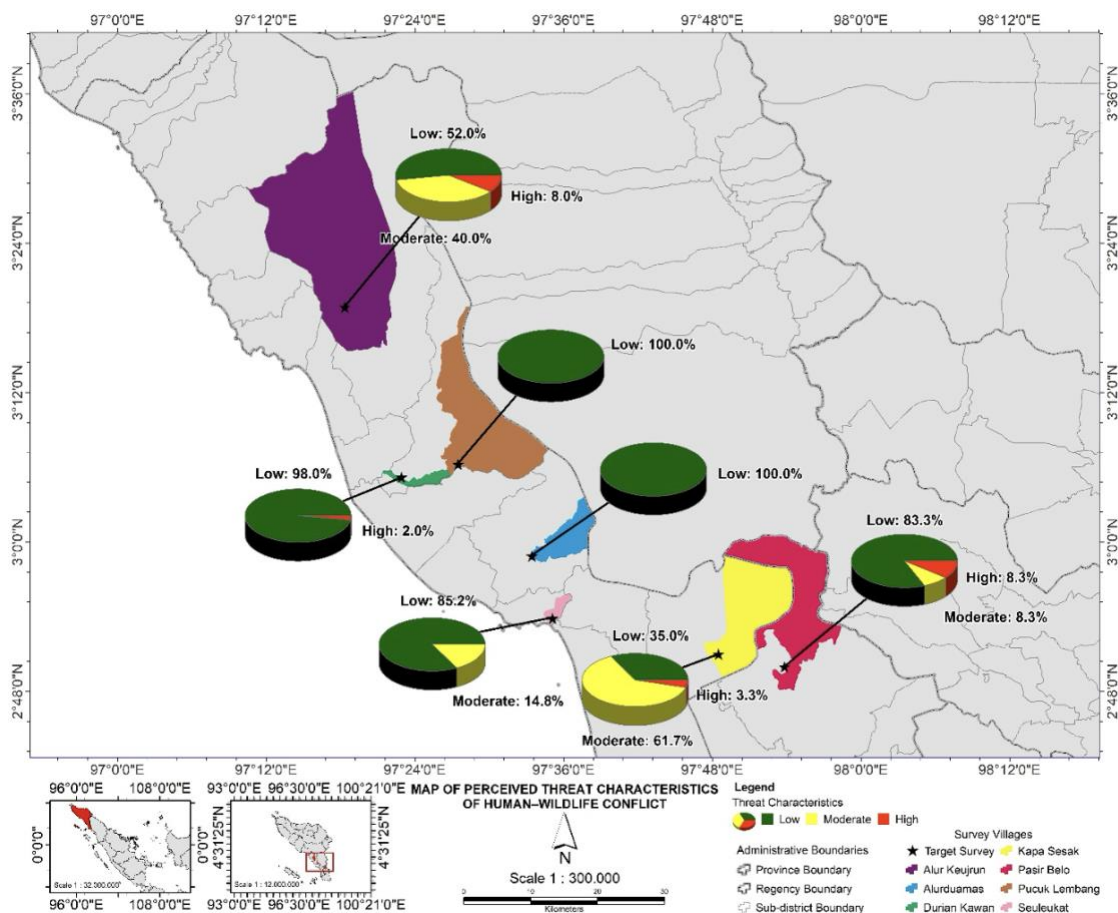 97°0'0"E 97°12'0"E 97°24'0"E 97°36'0"E 97°48'0"E 98°0'0"E 98°12'0"E
3°36'0"N 3°36'0"N
Low: 52.0%
High: 8.0%
Moderate: 40.0%
3°24'0"N 3°24'0"N
Low: 100.0%
3°12'0"N 3°12'0"N
Low: 98.0%
High: 2.0%
Low: 100.0%
3°0'0"N 3°0'0"N
Low: 83.3%
High: 8.3%
Moderate: 8.3%
Low: 85.2%
Moderate: 14.8%
Low: 35.0%
High: 3.3%
Moderate: 61.7%
2°48'0"N 2°48'0"N
97°0'0"E 97°12'0"E 97°24'0"E 97°36'0"E 97°48'0"E 98°0'0"E 98°12'0"E
96°0'0"E 108°0'0"E
0°0'0" 0°0'0"
Scale 1 : 32.500.000
96°0'0"E 108°0'0"E
93°0'0"E 96°30'0"E 100°21'0"E
4°31'25"N 4°31'25"N
Scale 1 : 12.000.000
93°0'0"E 96°30'0"E 100°21'0"E
MAP OF PERCEIVED THREAT CHARACTERISTICS
OF HUMAN–WILDLIFE CONFLICT
N
Scale 1 : 300.000
0 10 20 30
Kilometers
Legend
Threat Characteristics
Low Moderate High
Administrative Boundaries
Province Boundary
Regency Boundary
Sub-district Boundary
Survey Villages
Target Survey
Alur Keujrun
Alurduamas
Durian Kawan
Kapa Sesak
Pasir Belo
Pucuk Lembang
Seuleukat